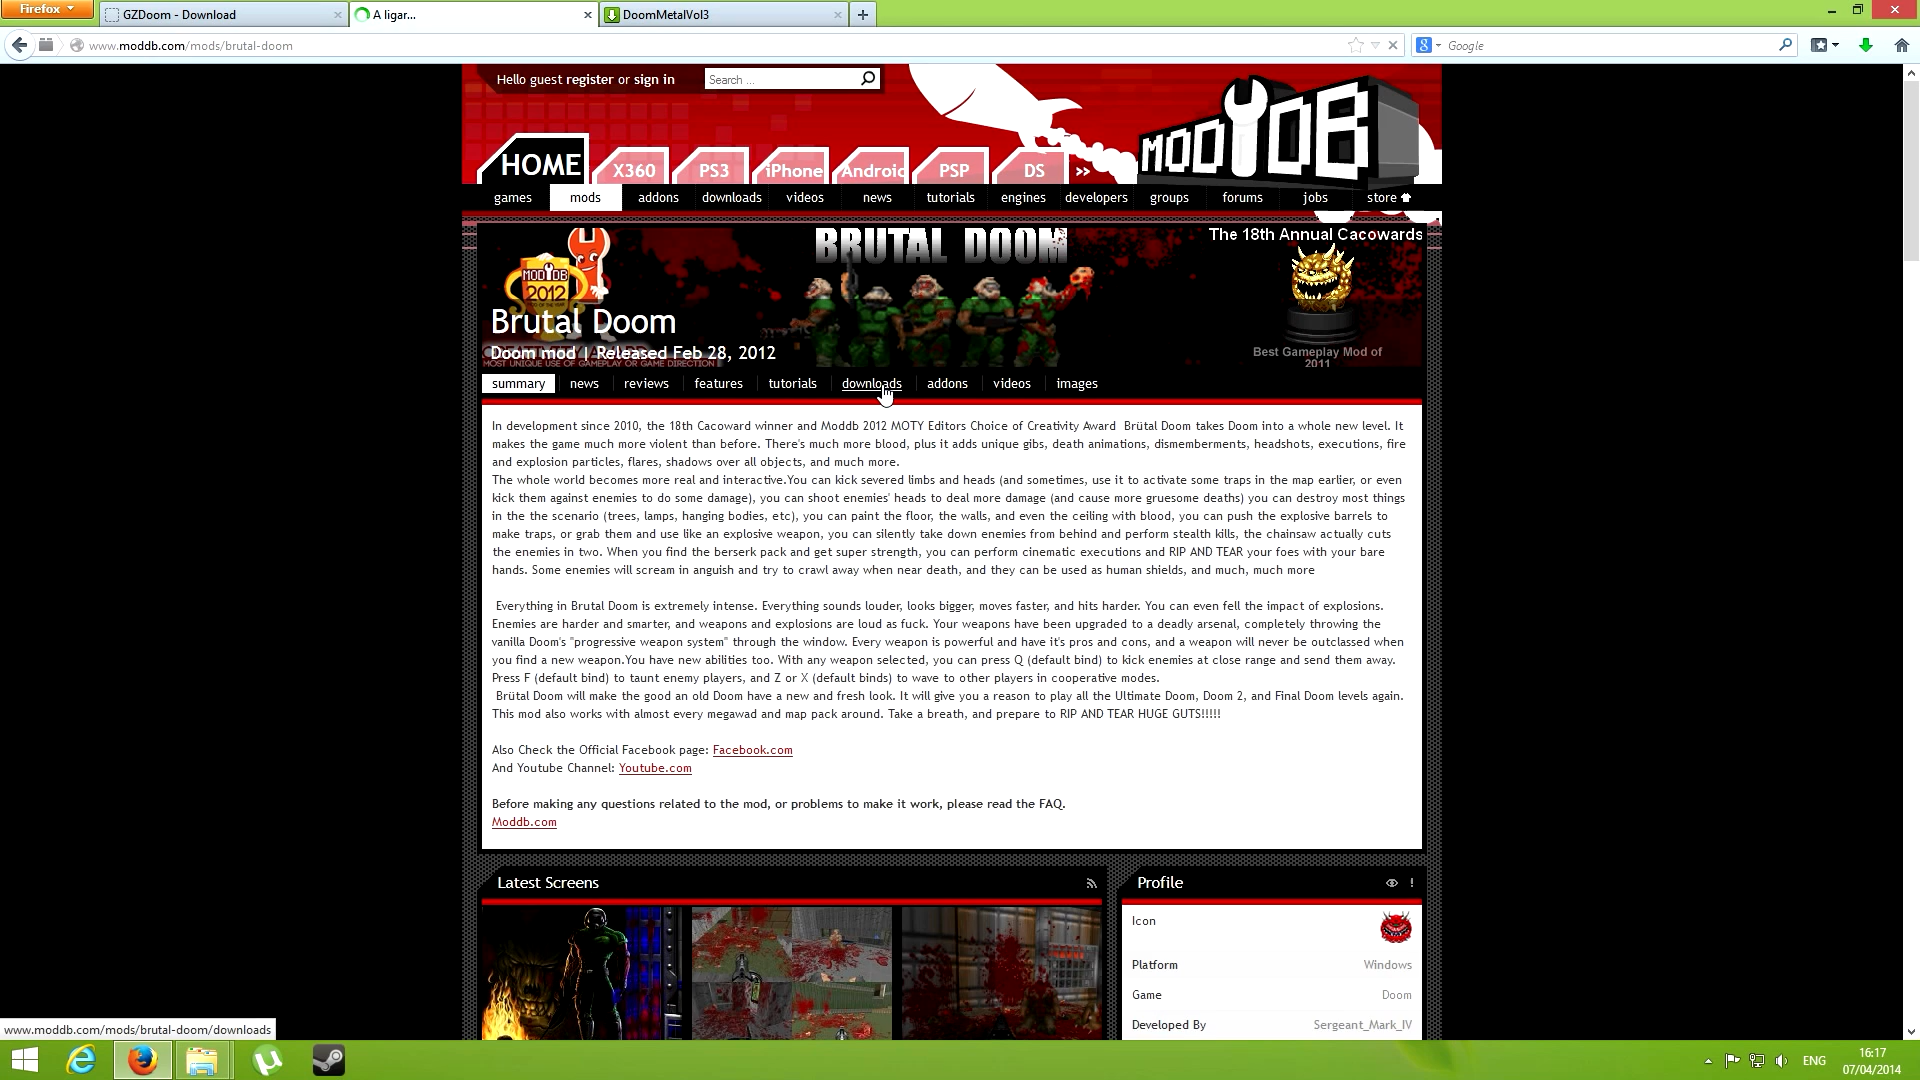 Firefox
GZDoom - Download
A ligar...
DoomMetalVol3
www.moddb.com/mods/brutal-doom
Google
Hello guest register or sign in
Search ...
MOD DB
HOME X360 PS3 iPhone Android PSP DS »
games mods addons downloads videos news tutorials engines developers groups forums jobs store
BRUTAL DOOM
The 18th Annual Cacowards
MODDB
2012
Brutal Doom
Doom mod | Released Feb 28, 2012
MOST UNIQUE USE OF GAMEPLAY OR GAME DIRECTION
Best Gameplay Mod of
2011
summary news reviews features tutorials downloads addons videos images
In development since 2010, the 18th Cacoward winner and Moddb 2012 MOTY Editors Choice of Creativity Award  Brütal Doom takes Doom into a whole new level. It
makes the game much more violent than before. There's much more blood, plus it adds unique gibs, death animations, dismemberments, headshots, executions, fire
and explosion particles, flares, shadows over all objects, and much more.
The whole world becomes more real and interactive.You can kick severed limbs and heads (and sometimes, use it to activate some traps in the map earlier, or even
kick them against enemies to do some damage), you can shoot enemies' heads to deal more damage (and cause more gruesome deaths) you can destroy most things
in the the scenario (trees, lamps, hanging bodies, etc), you can paint the floor, the walls, and even the ceiling with blood, you can push the explosive barrels to
make traps, or grab them and use like an explosive weapon, you can silently take down enemies from behind and perform stealth kills, the chainsaw actually cuts
the enemies in two. When you find the berserk pack and get super strength, you can perform cinematic executions and RIP AND TEAR your foes with your bare
hands. Some enemies will scream in anguish and try to crawl away when near death, and they can be used as human shields, and much, much more
Everything in Brutal Doom is extremely intense. Everything sounds louder, looks bigger, moves faster, and hits harder. You can even fell the impact of explosions.
Enemies are harder and smarter, and weapons and explosions are loud as fuck. Your weapons have been upgraded to a deadly arsenal, completely throwing the
vanilla Doom's "progressive weapon system" through the window. Every weapon is powerful and have it's pros and cons, and a weapon will never be outclassed when
you find a new weapon.You have new abilities too. With any weapon selected, you can press Q (default bind) to kick enemies at close range and send them away.
Press F (default bind) to taunt enemy players, and Z or X (default binds) to wave to other players in cooperative modes.
Brütal Doom will make the good an old Doom have a new and fresh look. It will give you a reason to play all the Ultimate Doom, Doom 2, and Final Doom levels again.
This mod also works with almost every megawad and map pack around. Take a breath, and prepare to RIP AND TEAR HUGE GUTS!!!!!
Also Check the Official Facebook page: Facebook.com
And Youtube Channel: Youtube.com
Before making any questions related to the mod, or problems to make it work, please read the FAQ.
Moddb.com
Latest Screens
Profile
Icon
Platform Windows
Game Doom
Developed By Sergeant_Mark_IV
www.moddb.com/mods/brutal-doom/downloads
ENG
16:17
07/04/2014